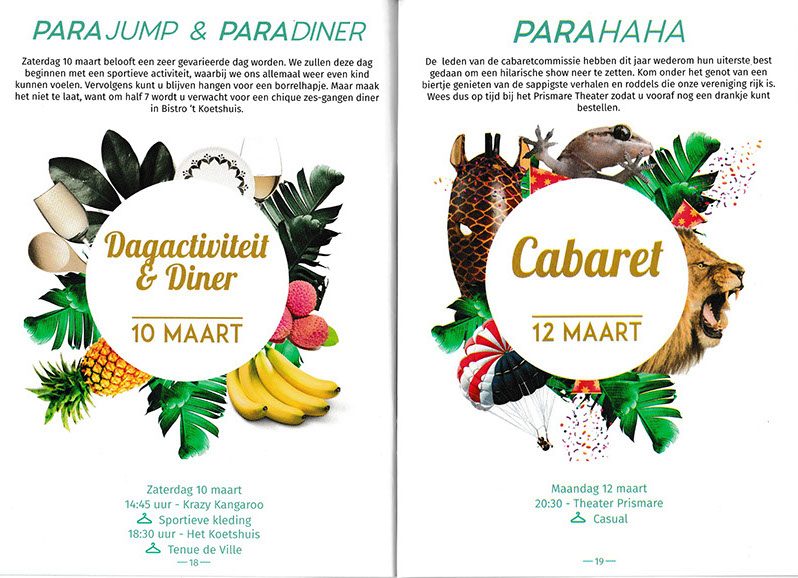 PARAJUMP & PARADINER
Zaterdag 10 maart belooft een zeer gevarieerde dag worden. We zullen deze dag
beginnen met een sportieve activiteit, waarbij we ons allemaal weer even kind
kunnen voelen. Vervolgens kunt u blijven hangen voor een borrelhapje. Maar maak
het niet te laat, want om half 7 wordt u verwacht voor een chique zes-gangen diner
in Bistro 't Koetshuis.
Dagactiviteit
& Diner
10 MAART
Zaterdag 10 maart
14:45 uur - Krazy Kangaroo
Sportieve kleding
18:30 uur - Het Koetshuis
Tenue de Ville
18
PARAHAHA
De leden van de cabaretcommissie hebben dit jaar wederom hun uiterste best
gedaan om een hilarische show neer te zetten. Kom onder het genot van een
biertje genieten van de sappigste verhalen en roddels die onze vereniging rijk is.
Wees dus op tijd bij het Prismare Theater zodat u vooraf nog een drankje kunt
bestellen.
Cabaret
12 MAART
Maandag 12 maart
20:30 - Theater Prismare
Casual
19